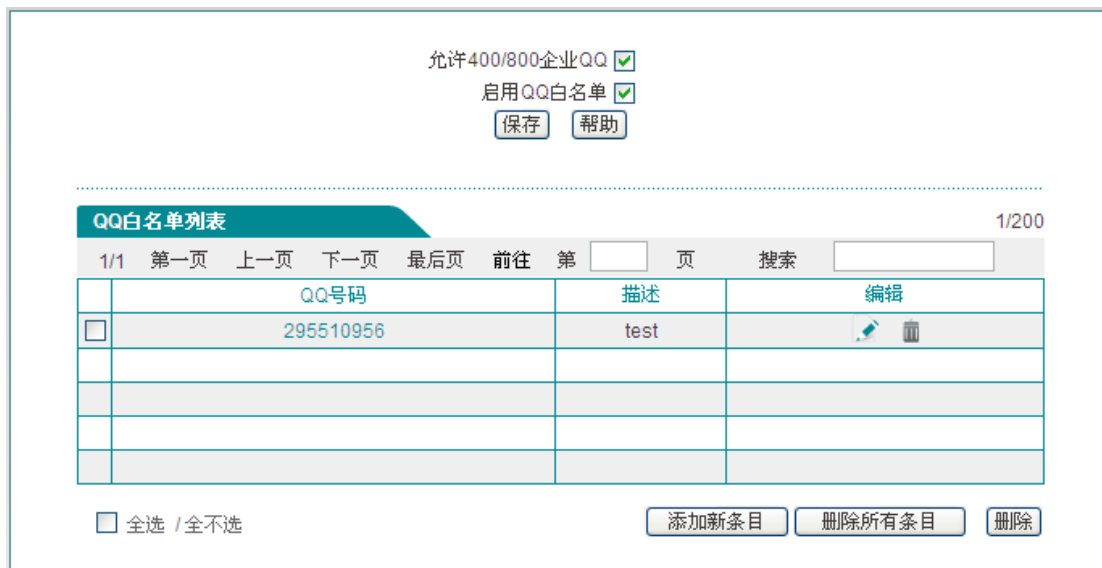 允许400/800企业QQ
启用QQ白名单
保存 帮助
QQ白名单列表 1/200
1/1 第一页 上一页 下一页 最后页 前往 第 页 搜索
QQ号码 描述 编辑
295510956 test
全选 / 全不选 添加新条目 删除所有条目 删除